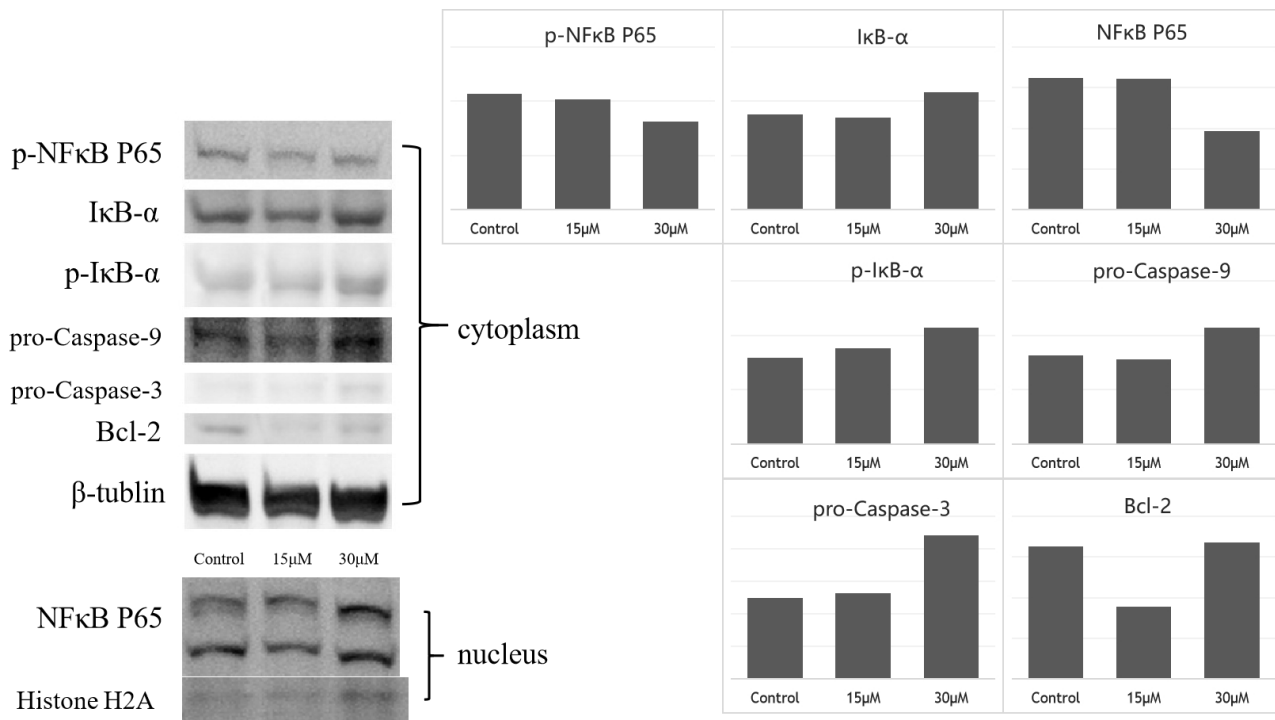 p-NFκB P65
IκB-α
p-IκB-α
pro-Caspase-9
pro-Caspase-3
Bcl-2
β-tublin
cytoplasm
Control 15μM 30μM
NFκB P65
Histone H2A
nucleus
p-NFκB P65
Control 15μM 30μM
IκB-α
Control 15μM 30μM
NFκB P65
Control 15μM 30μM
p-IκB-α
Control 15μM 30μM
pro-Caspase-9
Control 15μM 30μM
pro-Caspase-3
Control 15μM 30μM
Bcl-2
Control 15μM 30μM